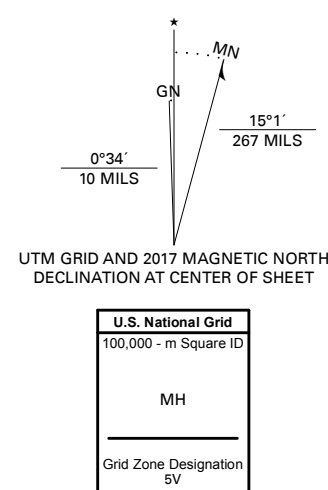 ★
MN
GN
15°1´
267 MILS
0°34´
10 MILS
UTM GRID AND 2017 MAGNETIC NORTH
DECLINATION AT CENTER OF SHEET
U.S. National Grid
100,000 - m Square ID
MH
Grid Zone Designation
5V